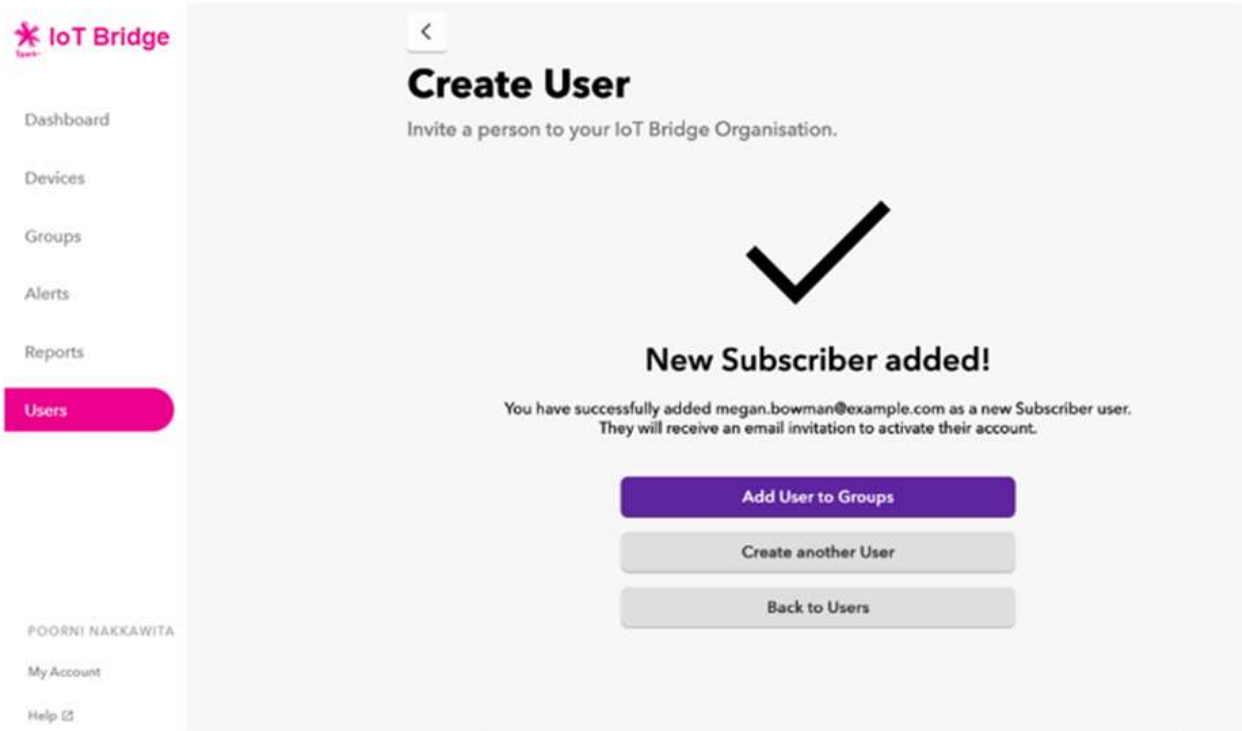 IoT Bridge
Spark
Dashboard
Devices
Groups
Alerts
Reports
Users
POORNI NAKKAWITA
My Account
Help
Create User
Invite a person to your IoT Bridge Organisation.
New Subscriber added!
You have successfully added megan.bowman@example.com as a new Subscriber user.
They will receive an email invitation to activate their account.
Add User to Groups
Create another User
Back to Users